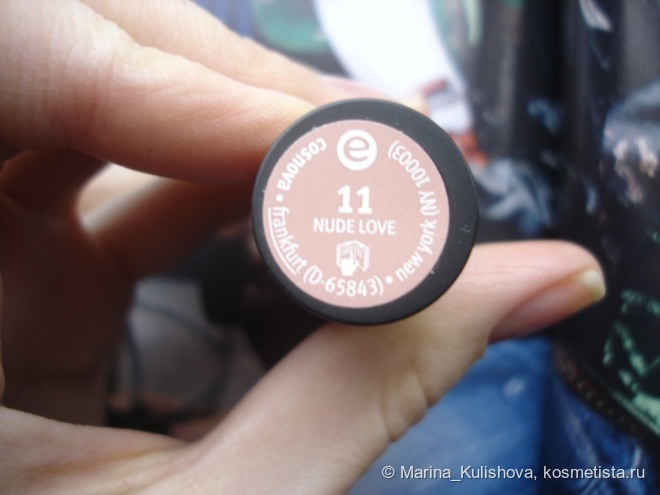 e
11
NUDE LOVE
cosnova • frankfurt (D-65843) • new york (NY 10003)
© Marina_Kulishova, kosmetista.ru